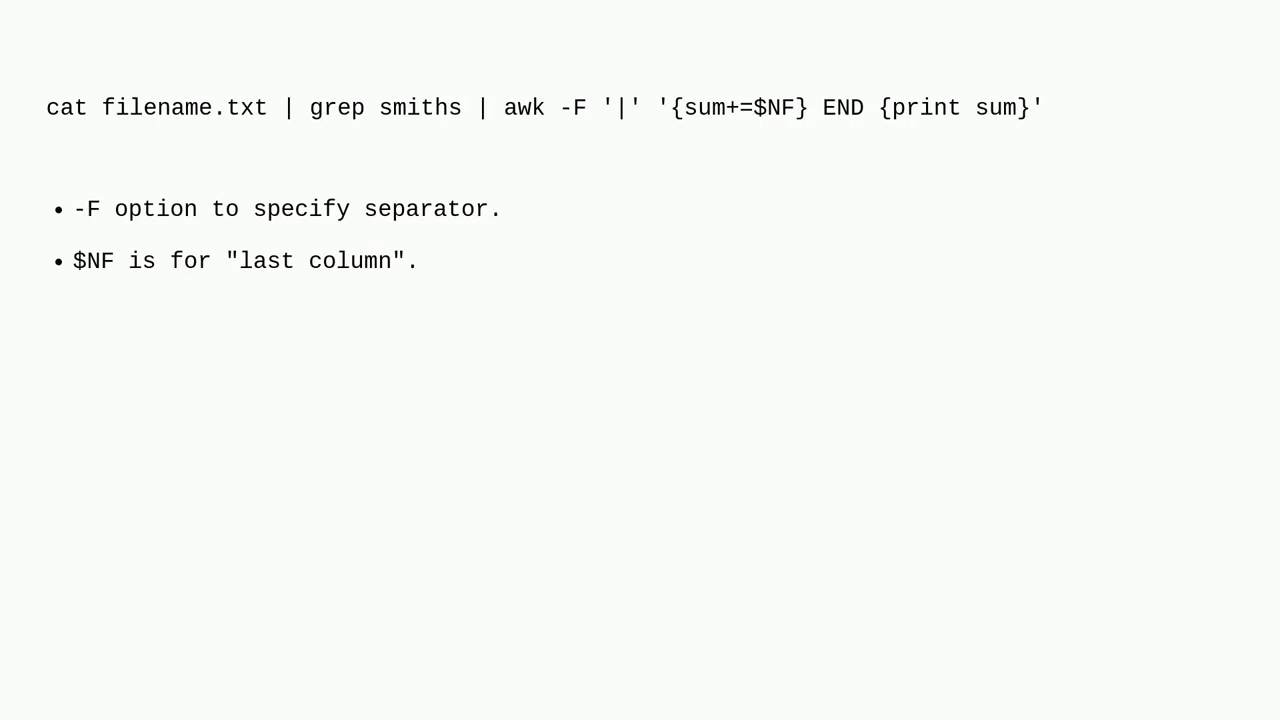 cat filename.txt | grep smiths | awk -F '|' '{sum+=$NF} END {print sum}'
• -F option to specify separator.
• $NF is for "last column".